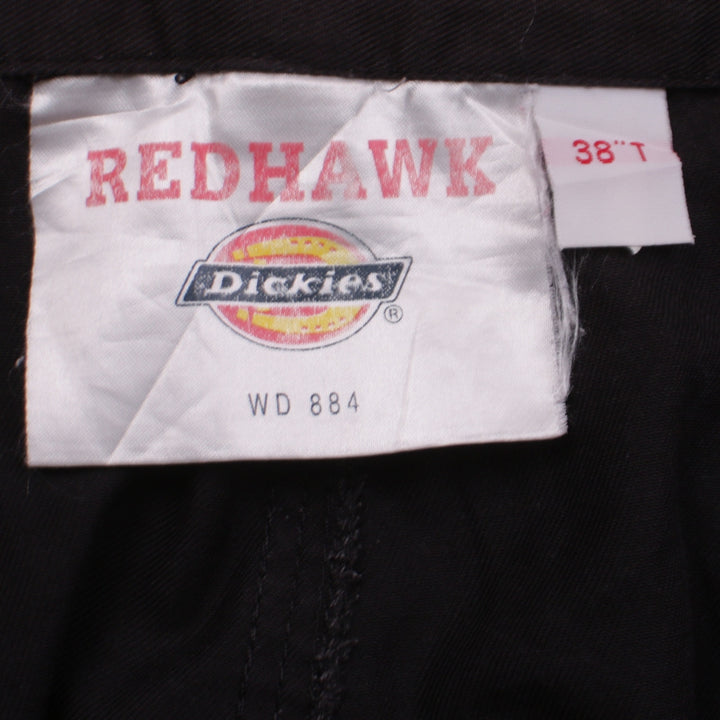 REDHAWK
38" T
Dickies
®
WD 884